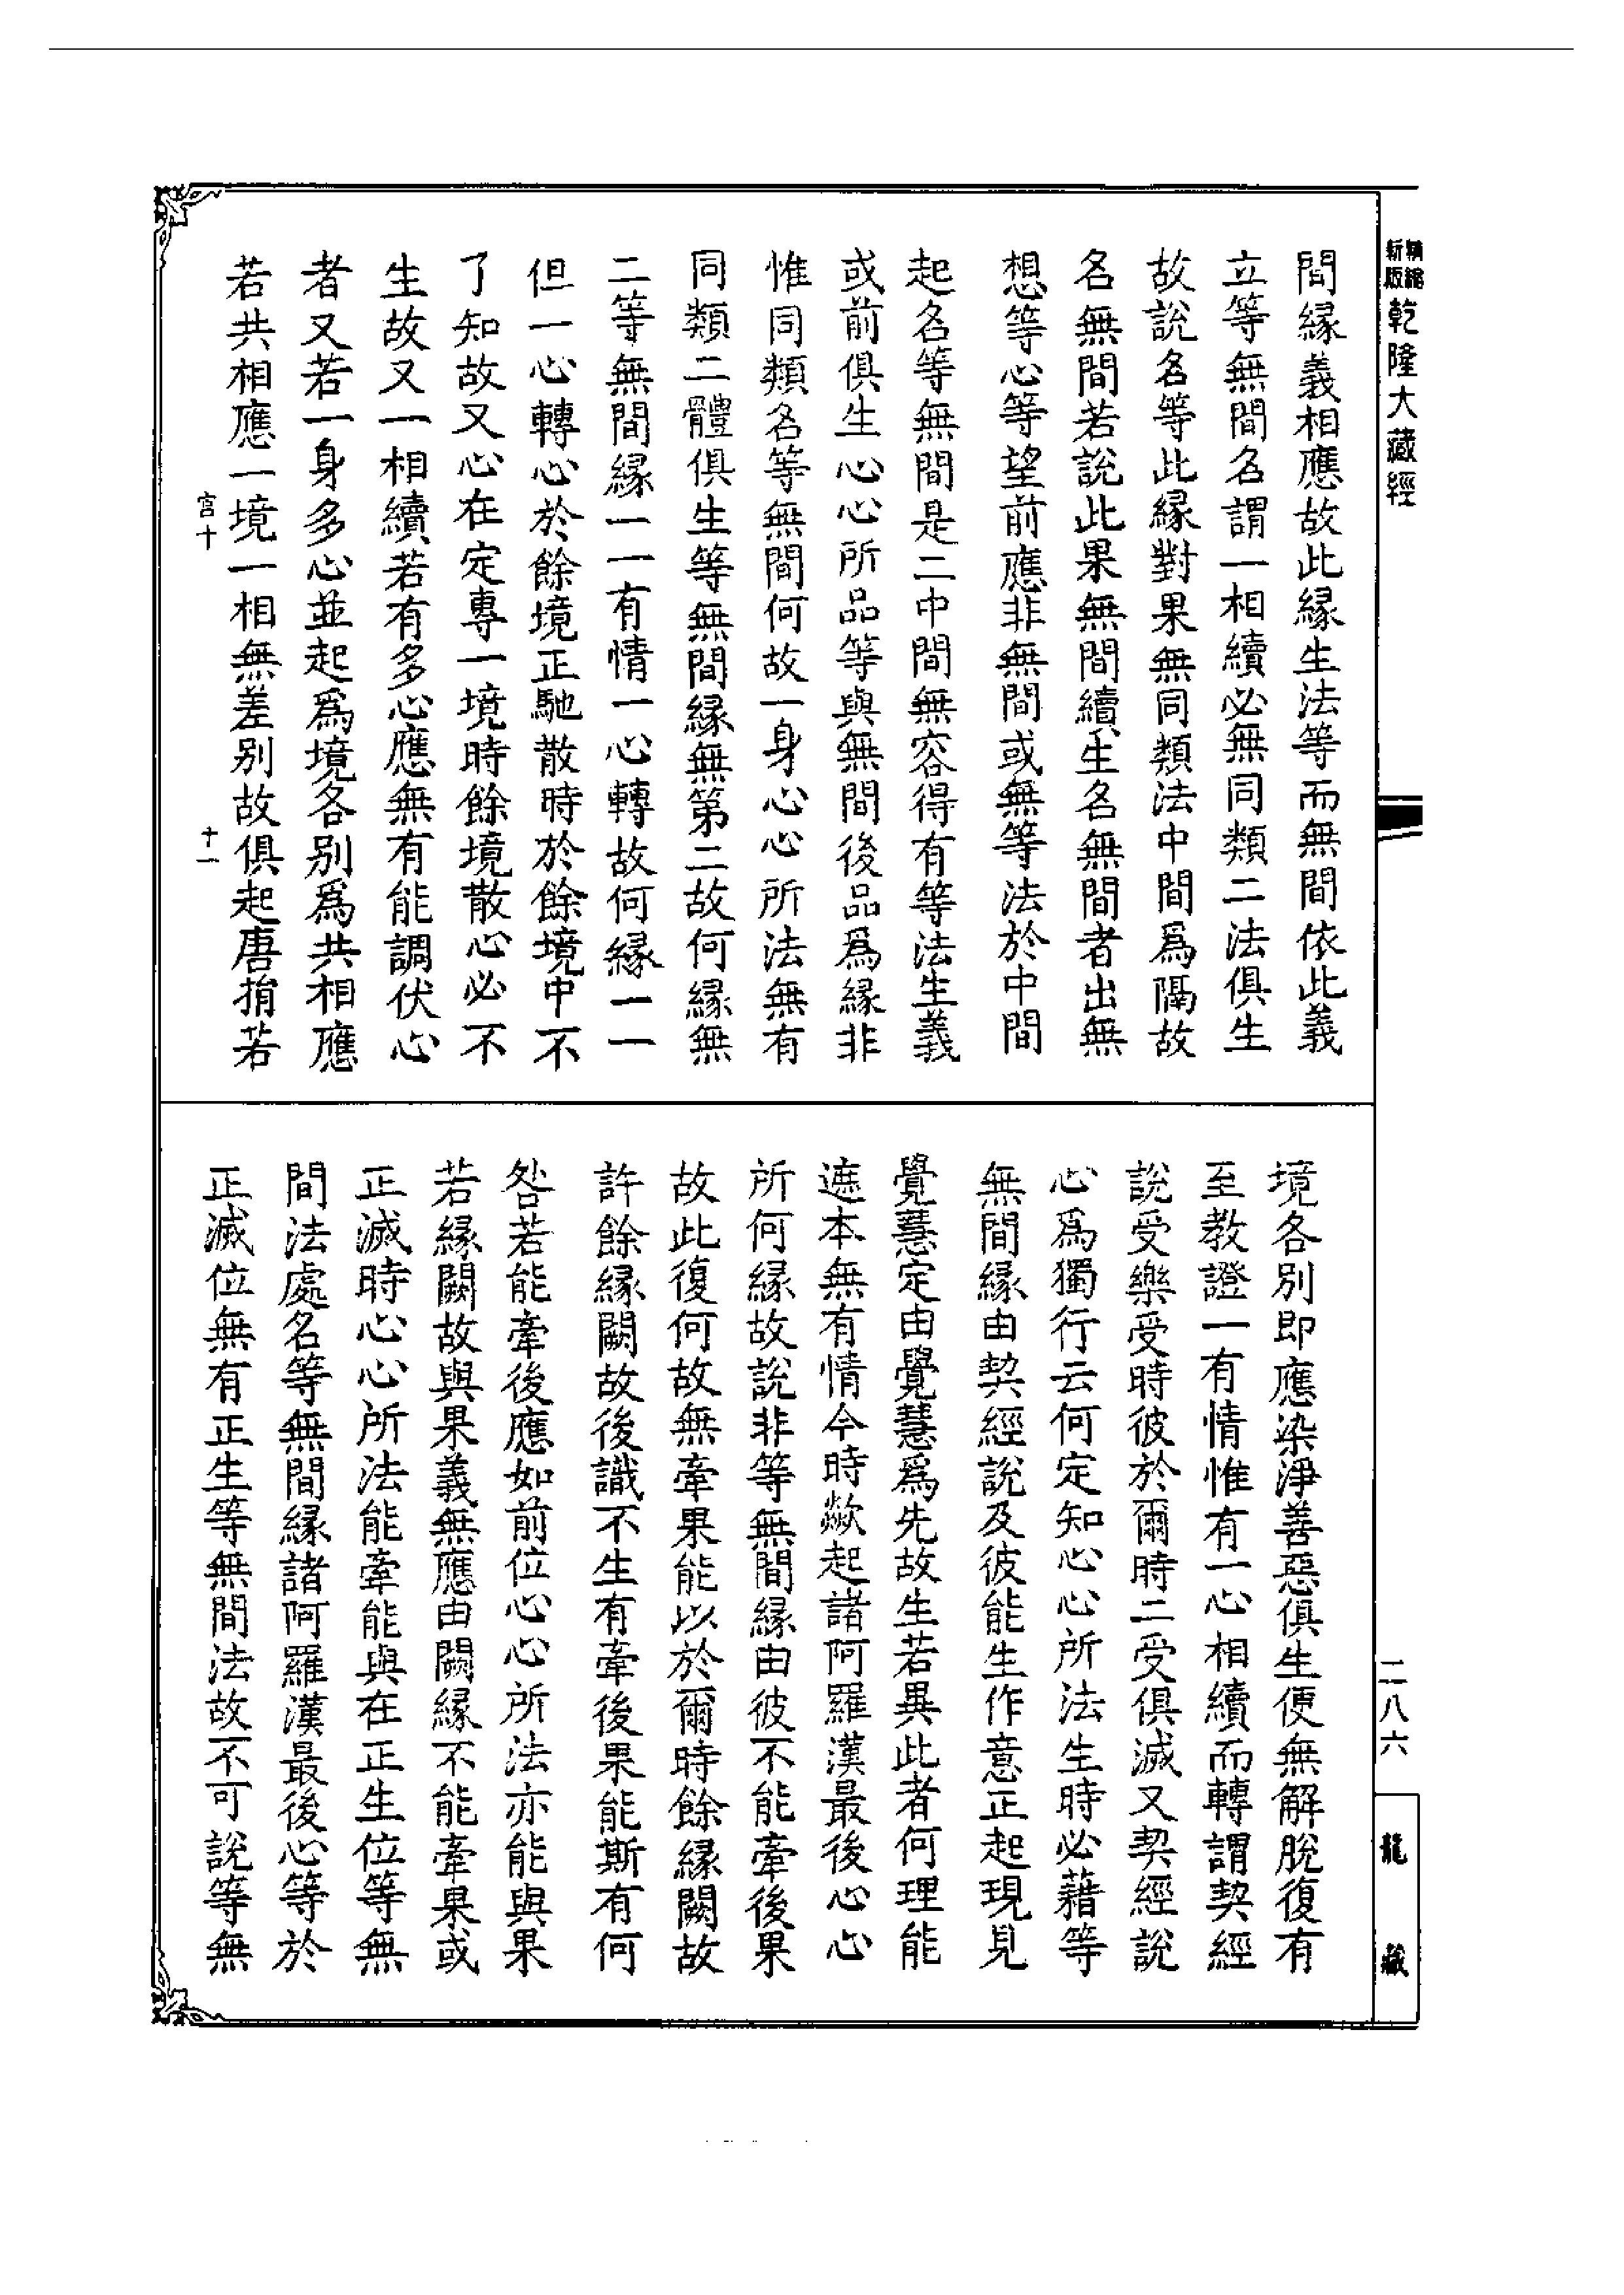 精縮新版乾隆大藏經
間緣義相應故此緣生法等而無間依此義
立等無間名謂一相續必無同類二法俱生
故說名等此緣對果無同類法中間爲隔故
名無間若說此果無間續生名無間者出無
想等心等望前應非無間或無等法於中間
起名等無間是二中間無容得有等法生義
或前俱生心心所品等與無間後品爲緣非
惟同類名等無間何故一身心心所法無有
同類二體俱生等無間緣無第二故何緣無
二等無間緣一一有情一心轉故何緣一一
但一心轉心於餘境正馳散時於餘境中不
了知故又心在定專一境時餘境散心必不
生故又一相續若有多心應無有能調伏心
者又若一身多心並起爲境各別爲共相應
若共相應一境一相無差別故俱起唐捐若
宮十 十一
境各別即應染淨善惡俱生便無解脫復有
至教證一有情惟有一心相續而轉謂契經
說受樂受時彼於爾時二受俱滅又契經說
心爲獨行云何定知心心所法生時必藉等
無間緣由契經說及彼能生作意正起現見
覺慧定由覺慧爲先故生若異此者何理能
遮本無有情今時歘起諸阿羅漢最後心心
所何緣故說非等無間緣由彼不能牽後果
故此復何故無牽果能以於爾時餘緣闕故
許餘緣闕故後識不生有牽後果能斯有何
咎若能牽後應如前位心心所法亦能與果
若緣闕故與果義無應由闕緣不能牽果或
正滅時心心所法能牽能與在正生位等無
間法處名等無間緣諸阿羅漢最後心等於
正滅位無有正生等無間法故不可說等無
二八六
龍藏